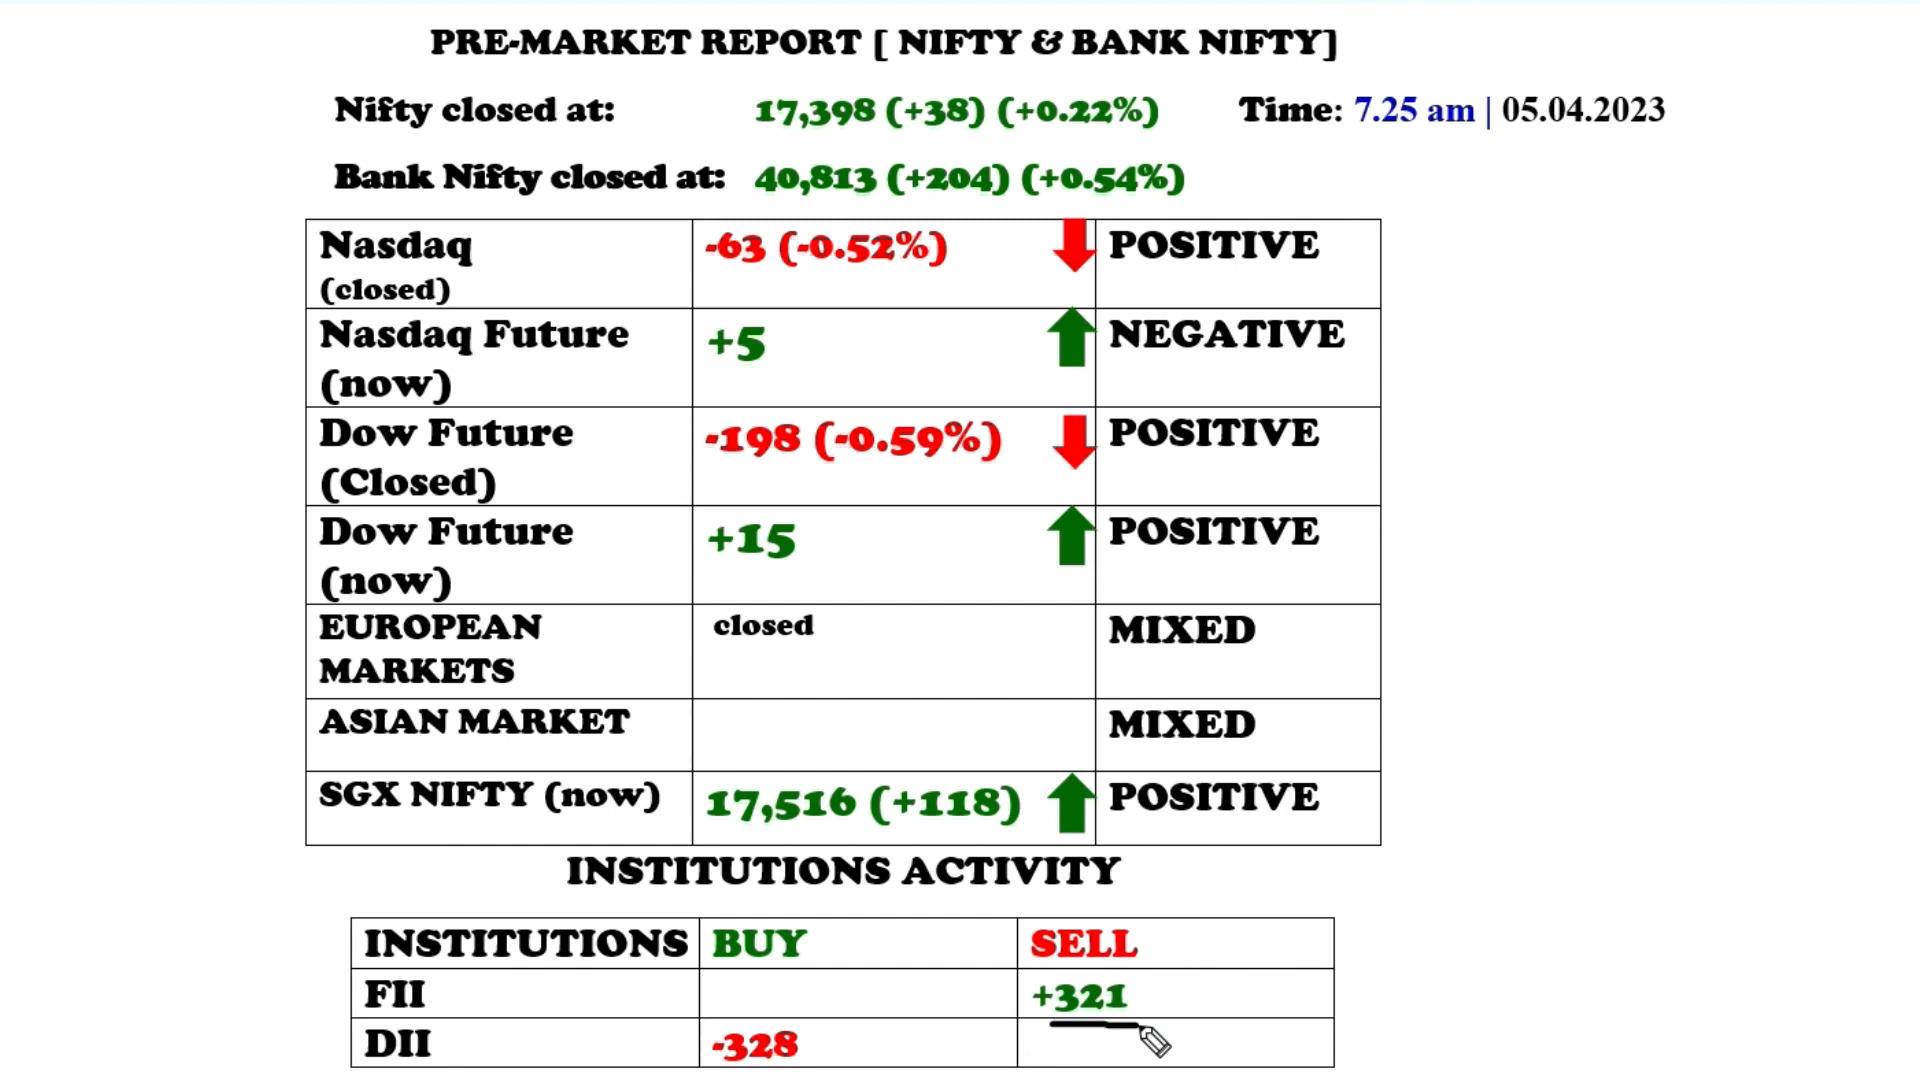 PRE-MARKET REPORT [ NIFTY & BANK NIFTY]
Nifty closed at: 17,398 (+38) (+0.22%) Time: 7.25 am | 05.04.2023
Bank Nifty closed at: 40,813 (+204) (+0.54%)
Nasdaq -63 (-0.52%) POSITIVE
(closed)
Nasdaq Future +5 NEGATIVE
(now)
Dow Future -198 (-0.59%) POSITIVE
(Closed)
Dow Future +15 POSITIVE
(now)
EUROPEAN closed MIXED
MARKETS
ASIAN MARKET MIXED
SGX NIFTY (now) 17,516 (+118) POSITIVE
INSTITUTIONS ACTIVITY
INSTITUTIONS BUY SELL
FII +321
DII -328